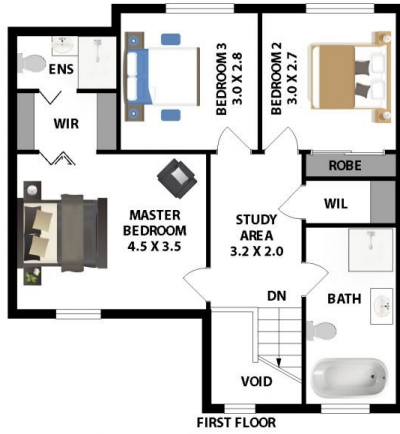 ENS
WIR
BEDROOM 3
3.0 X 2.8
BEDROOM 2
3.0 X 2.7
ROBE
WIL
MASTER
BEDROOM
4.5 X 3.5
STUDY
AREA
3.2 X 2.0
DN
BATH
VOID
FIRST FLOOR